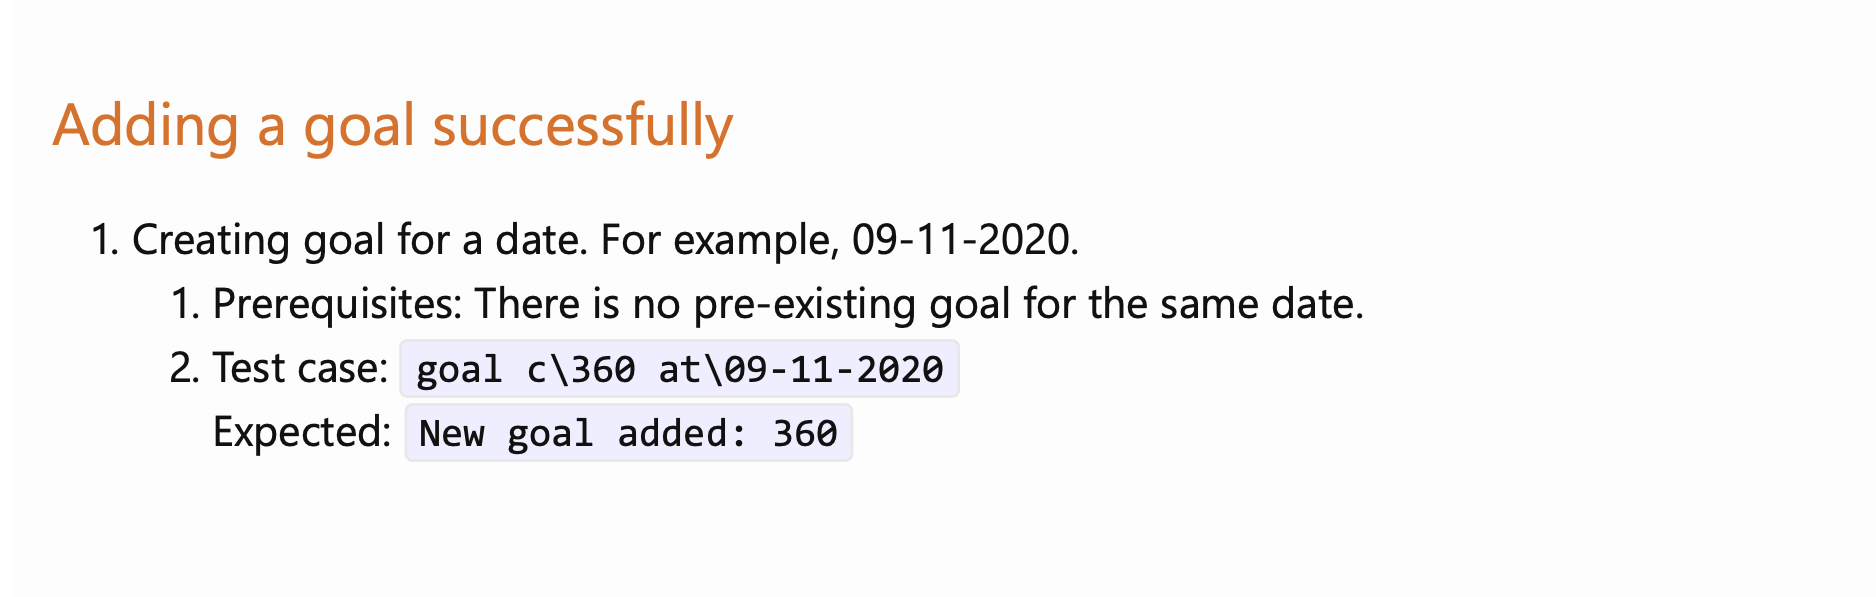 Adding a goal successfully
1. Creating goal for a date. For example, 09-11-2020.
1. Prerequisites: There is no pre-existing goal for the same date.
2. Test case: goal c\360 at\09-11-2020
Expected: New goal added: 360